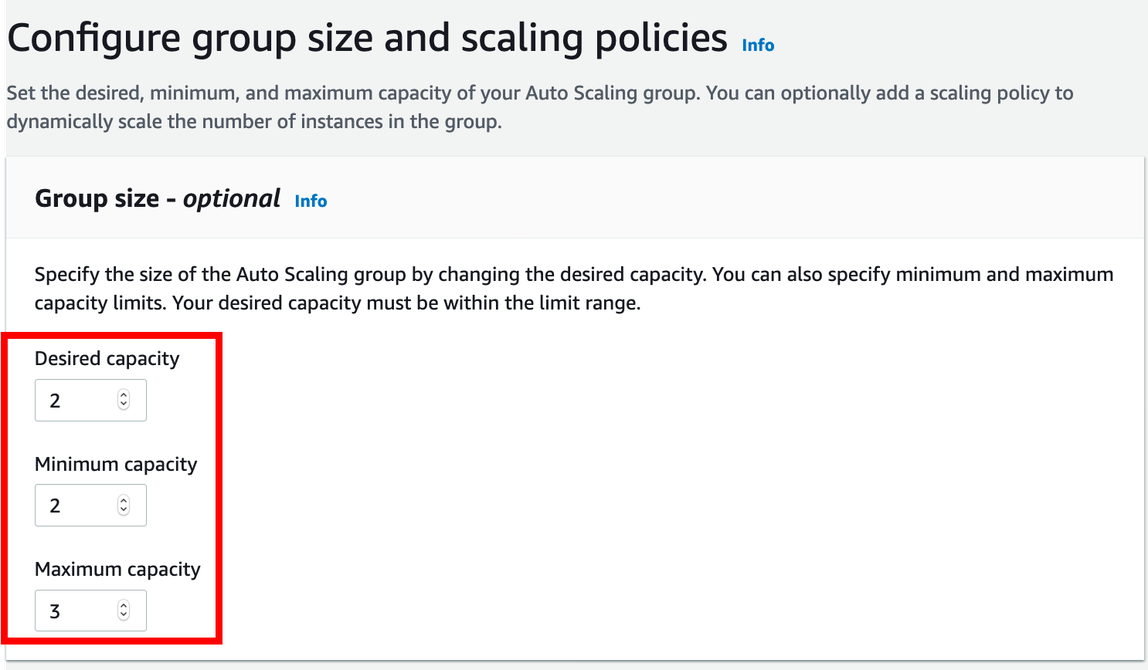 Configure group size and scaling policies Info
Set the desired, minimum, and maximum capacity of your Auto Scaling group. You can optionally add a scaling policy to
dynamically scale the number of instances in the group.
Group size - optional Info
Specify the size of the Auto Scaling group by changing the desired capacity. You can also specify minimum and maximum
capacity limits. Your desired capacity must be within the limit range.
Desired capacity
2
Minimum capacity
2
Maximum capacity
3